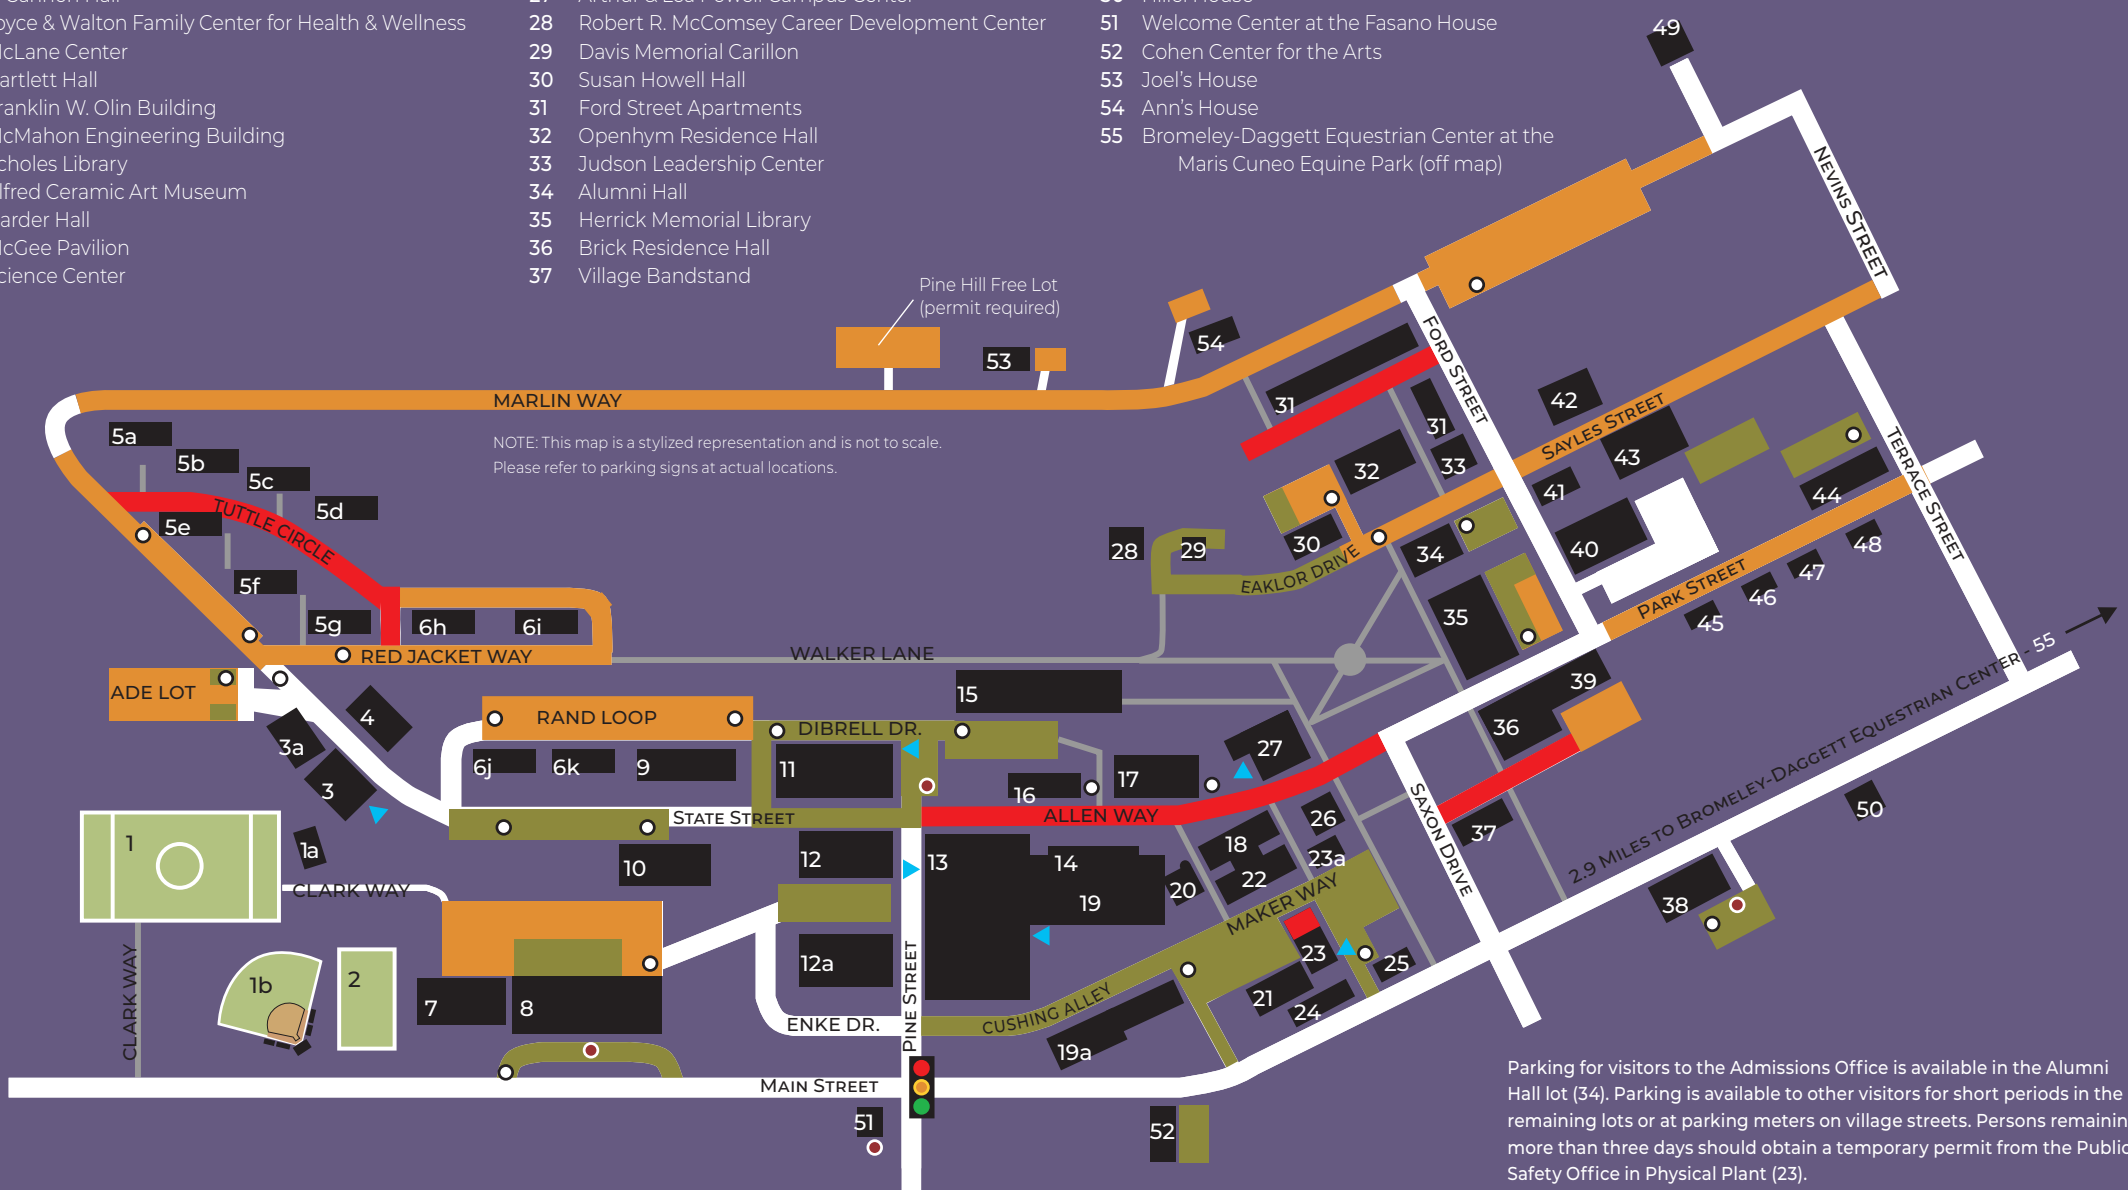 28 Robert R. McComsey Career Development Center
29 Davis Memorial Carillon
30 Susan Howell Hall
31 Ford Street Apartments
32 Openhym Residence Hall
33 Judson Leadership Center
34 Alumni Hall
35 Herrick Memorial Library
36 Brick Residence Hall
37 Village Bandstand
oyce & Walton Family Center for Health & Wellness
cLane Center
artlett Hall
ranklin W. Olin Building
cMahon Engineering Building
choles Library
lfred Ceramic Art Museum
arder Hall
cGee Pavilion
cience Center
51 Welcome Center at the Fasano House
52 Cohen Center for the Arts
53 Joel's House
54 Ann's House
55 Bromeley-Daggett Equestrian Center at the
Maris Cuneo Equine Park (off map)
49
NEVINS STREET
Pine Hill Free Lot
(permit required)
53
54
MARLIN WAY
NOTE: This map is a stylized representation and is not to scale.
Please refer to parking signs at actual locations.
FORD STREET
31
31
32
33
42
SAYLES STREET
43
41
44
TERRACE STREET
5a
5b
5c
5d
5e
TUTTLE CIRCLE
5f
5g
6h
6i
RED JACKET WAY
WALKER LANE
28
29
30
EAKLOR DRIVE
34
35
40
PARK STREET
45
46
47
48
ADE LOT
4
3a
3
RAND LOOP
6j
6k
9
DIBRELL DR.
11
15
16
17
27
39
36
2.9 MILES TO BROMELEY-DAGGETT EQUESTRIAN CENTER - 55
STATE STREET
ALLEN WAY
SAXON DRIVE
37
50
1
1a
CLARK WAY
10
12
13
14
19
20
18
22
26
23a
MAKER WAY
38
CLARK WAY
1b
2
7
8
12a
PINE STREET
ENKE DR.
CUSHING ALLEY
19a
21
23
24
25
MAIN STREET
51
52
Parking for visitors to the Admissions Office is available in the Alumni
Hall lot (34). Parking is available to other visitors for short periods in the
remaining lots or at parking meters on village streets. Persons remainin
more than three days should obtain a temporary permit from the Public
Safety Office in Physical Plant (23).